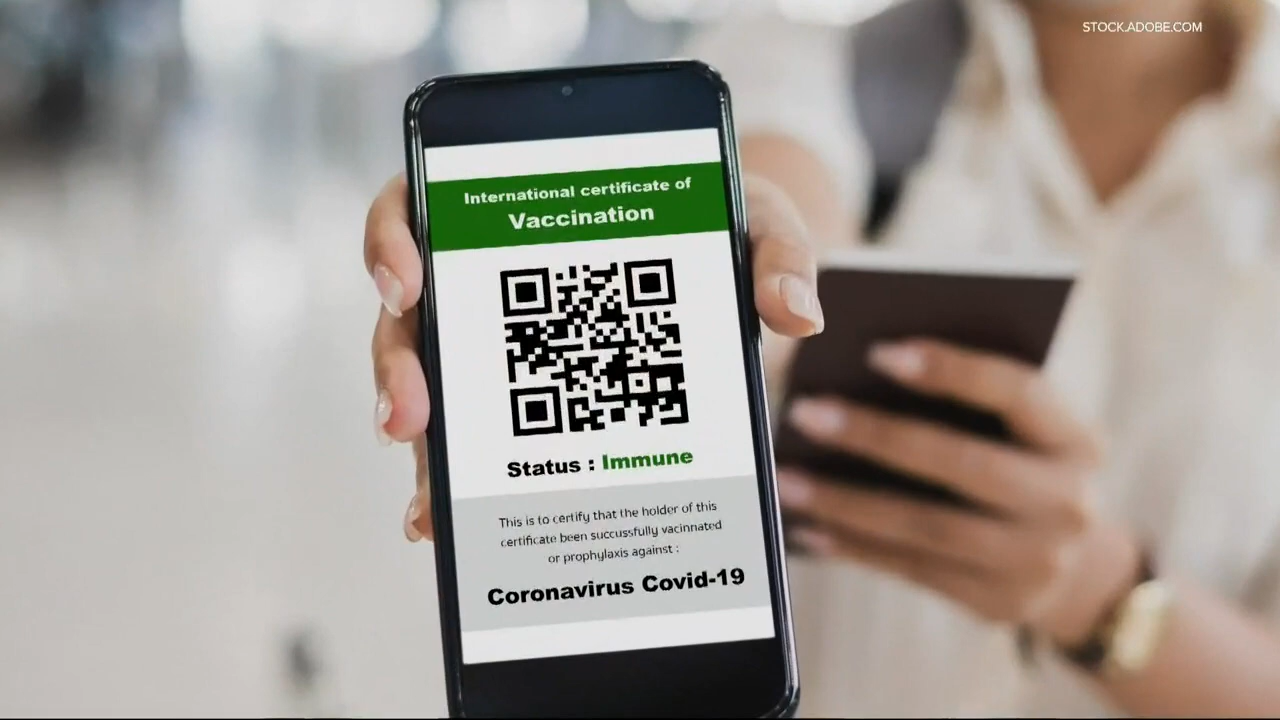 STOCK.ADOBE.COM
International certificate of
Vaccination
Status : Immune
This is to certify that the holder of this
certificate been succussfully vacinnated
or prophylaxis against :
Coronavirus Covid-19